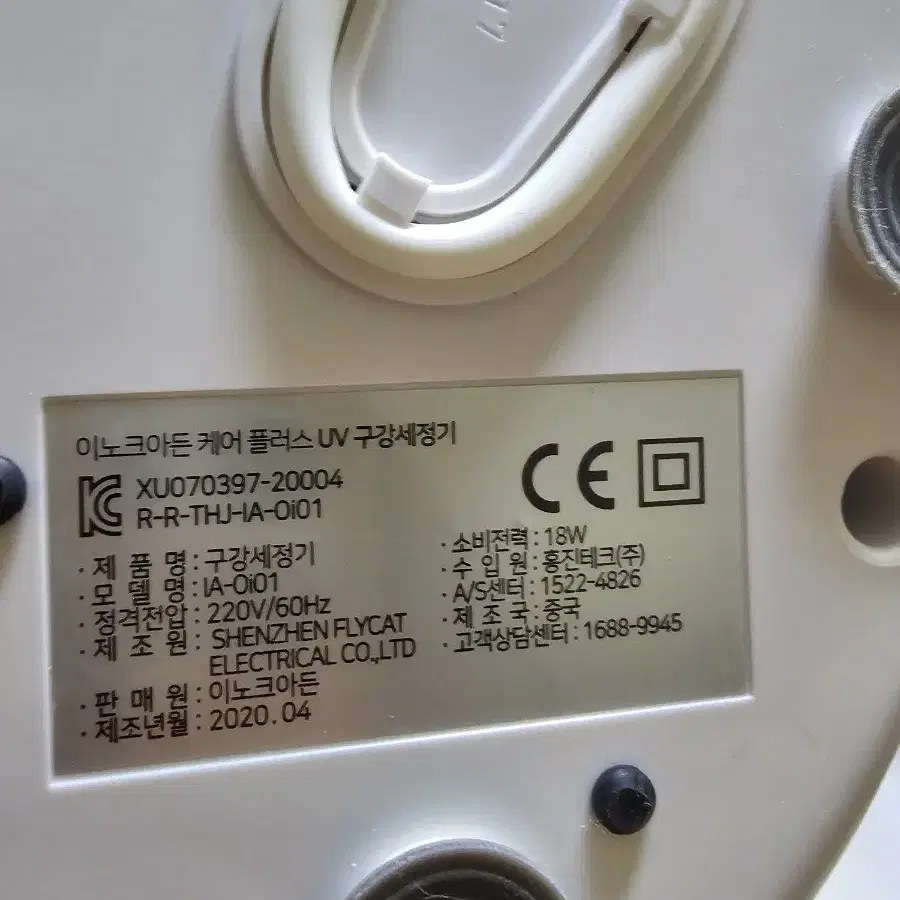 이노크아든 케어 플러스 UV 구강세정기
XU070397-20004
R-R-THJ-IA-Oi01
CE
· 제 품 명 : 구강세정기
· 모 델 명 : IA-Oi01
· 정격전압 : 220V/60Hz
· 제 조 원 : SHENZHEN FLYCAT
ELECTRICAL CO.,LTD
· 판 매 원 : 이노크아든
· 제조년월 : 2020.04
· 소비전력 : 18W
· 수 입 원 : 홍진테크(주)
· A/S센터 : 1522-4826
· 제 조 국 : 중국
· 고객상담센터 : 1688-9945